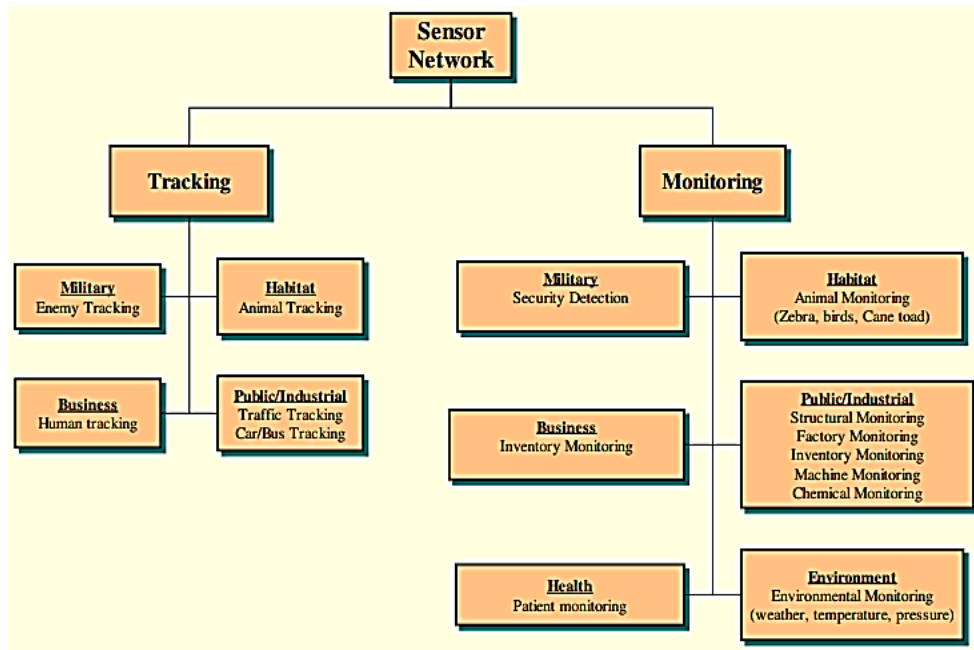 Sensor
Network
Tracking
Monitoring
Military
Enemy Tracking
Habitat
Animal Tracking
Business
Human tracking
Public/Industrial
Traffic Tracking
Car/Bus Tracking
Military
Security Detection
Habitat
Animal Monitoring
(Zebra, birds, Cane toad)
Business
Inventory Monitoring
Public/Industrial
Structural Monitoring
Factory Monitoring
Inventory Monitoring
Machine Monitoring
Chemical Monitoring
Health
Patient monitoring
Environment
Environmental Monitoring
(weather, temperature, pressure)